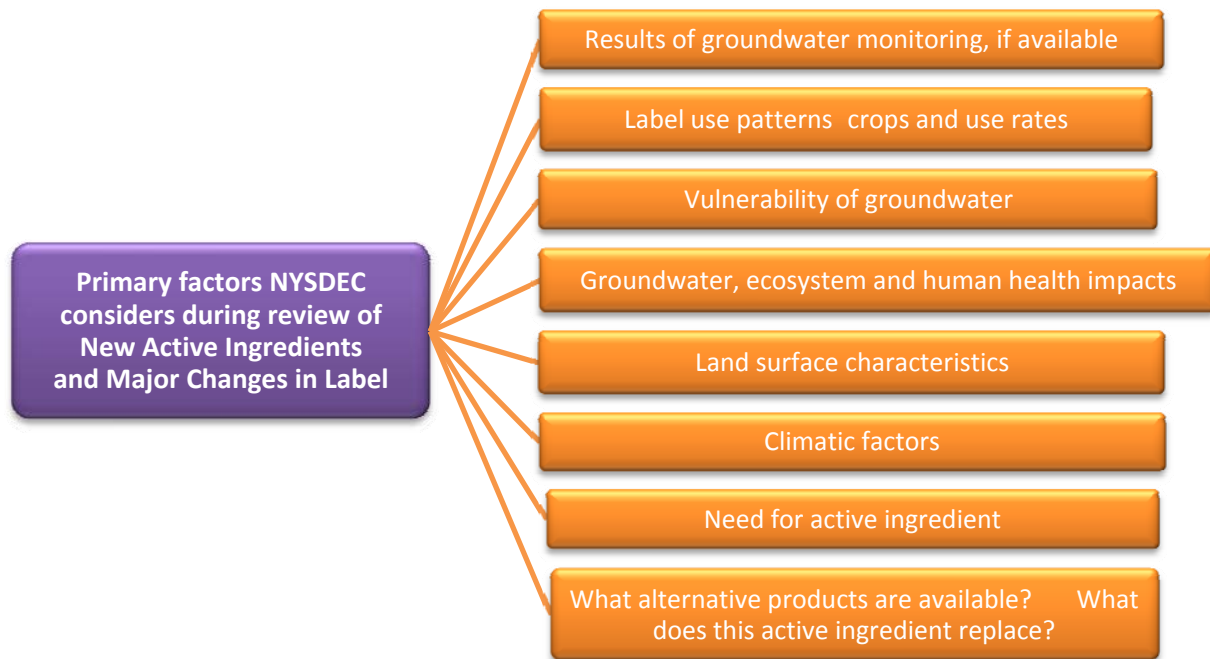 Primary factors NYSDEC
considers during review of
New Active Ingredients
and Major Changes in Label
Results of groundwater monitoring, if available
Label use patterns crops and use rates
Vulnerability of groundwater
Groundwater, ecosystem and human health impacts
Land surface characteristics
Climatic factors
Need for active ingredient
What alternative products are available? What
does this active ingredient replace?